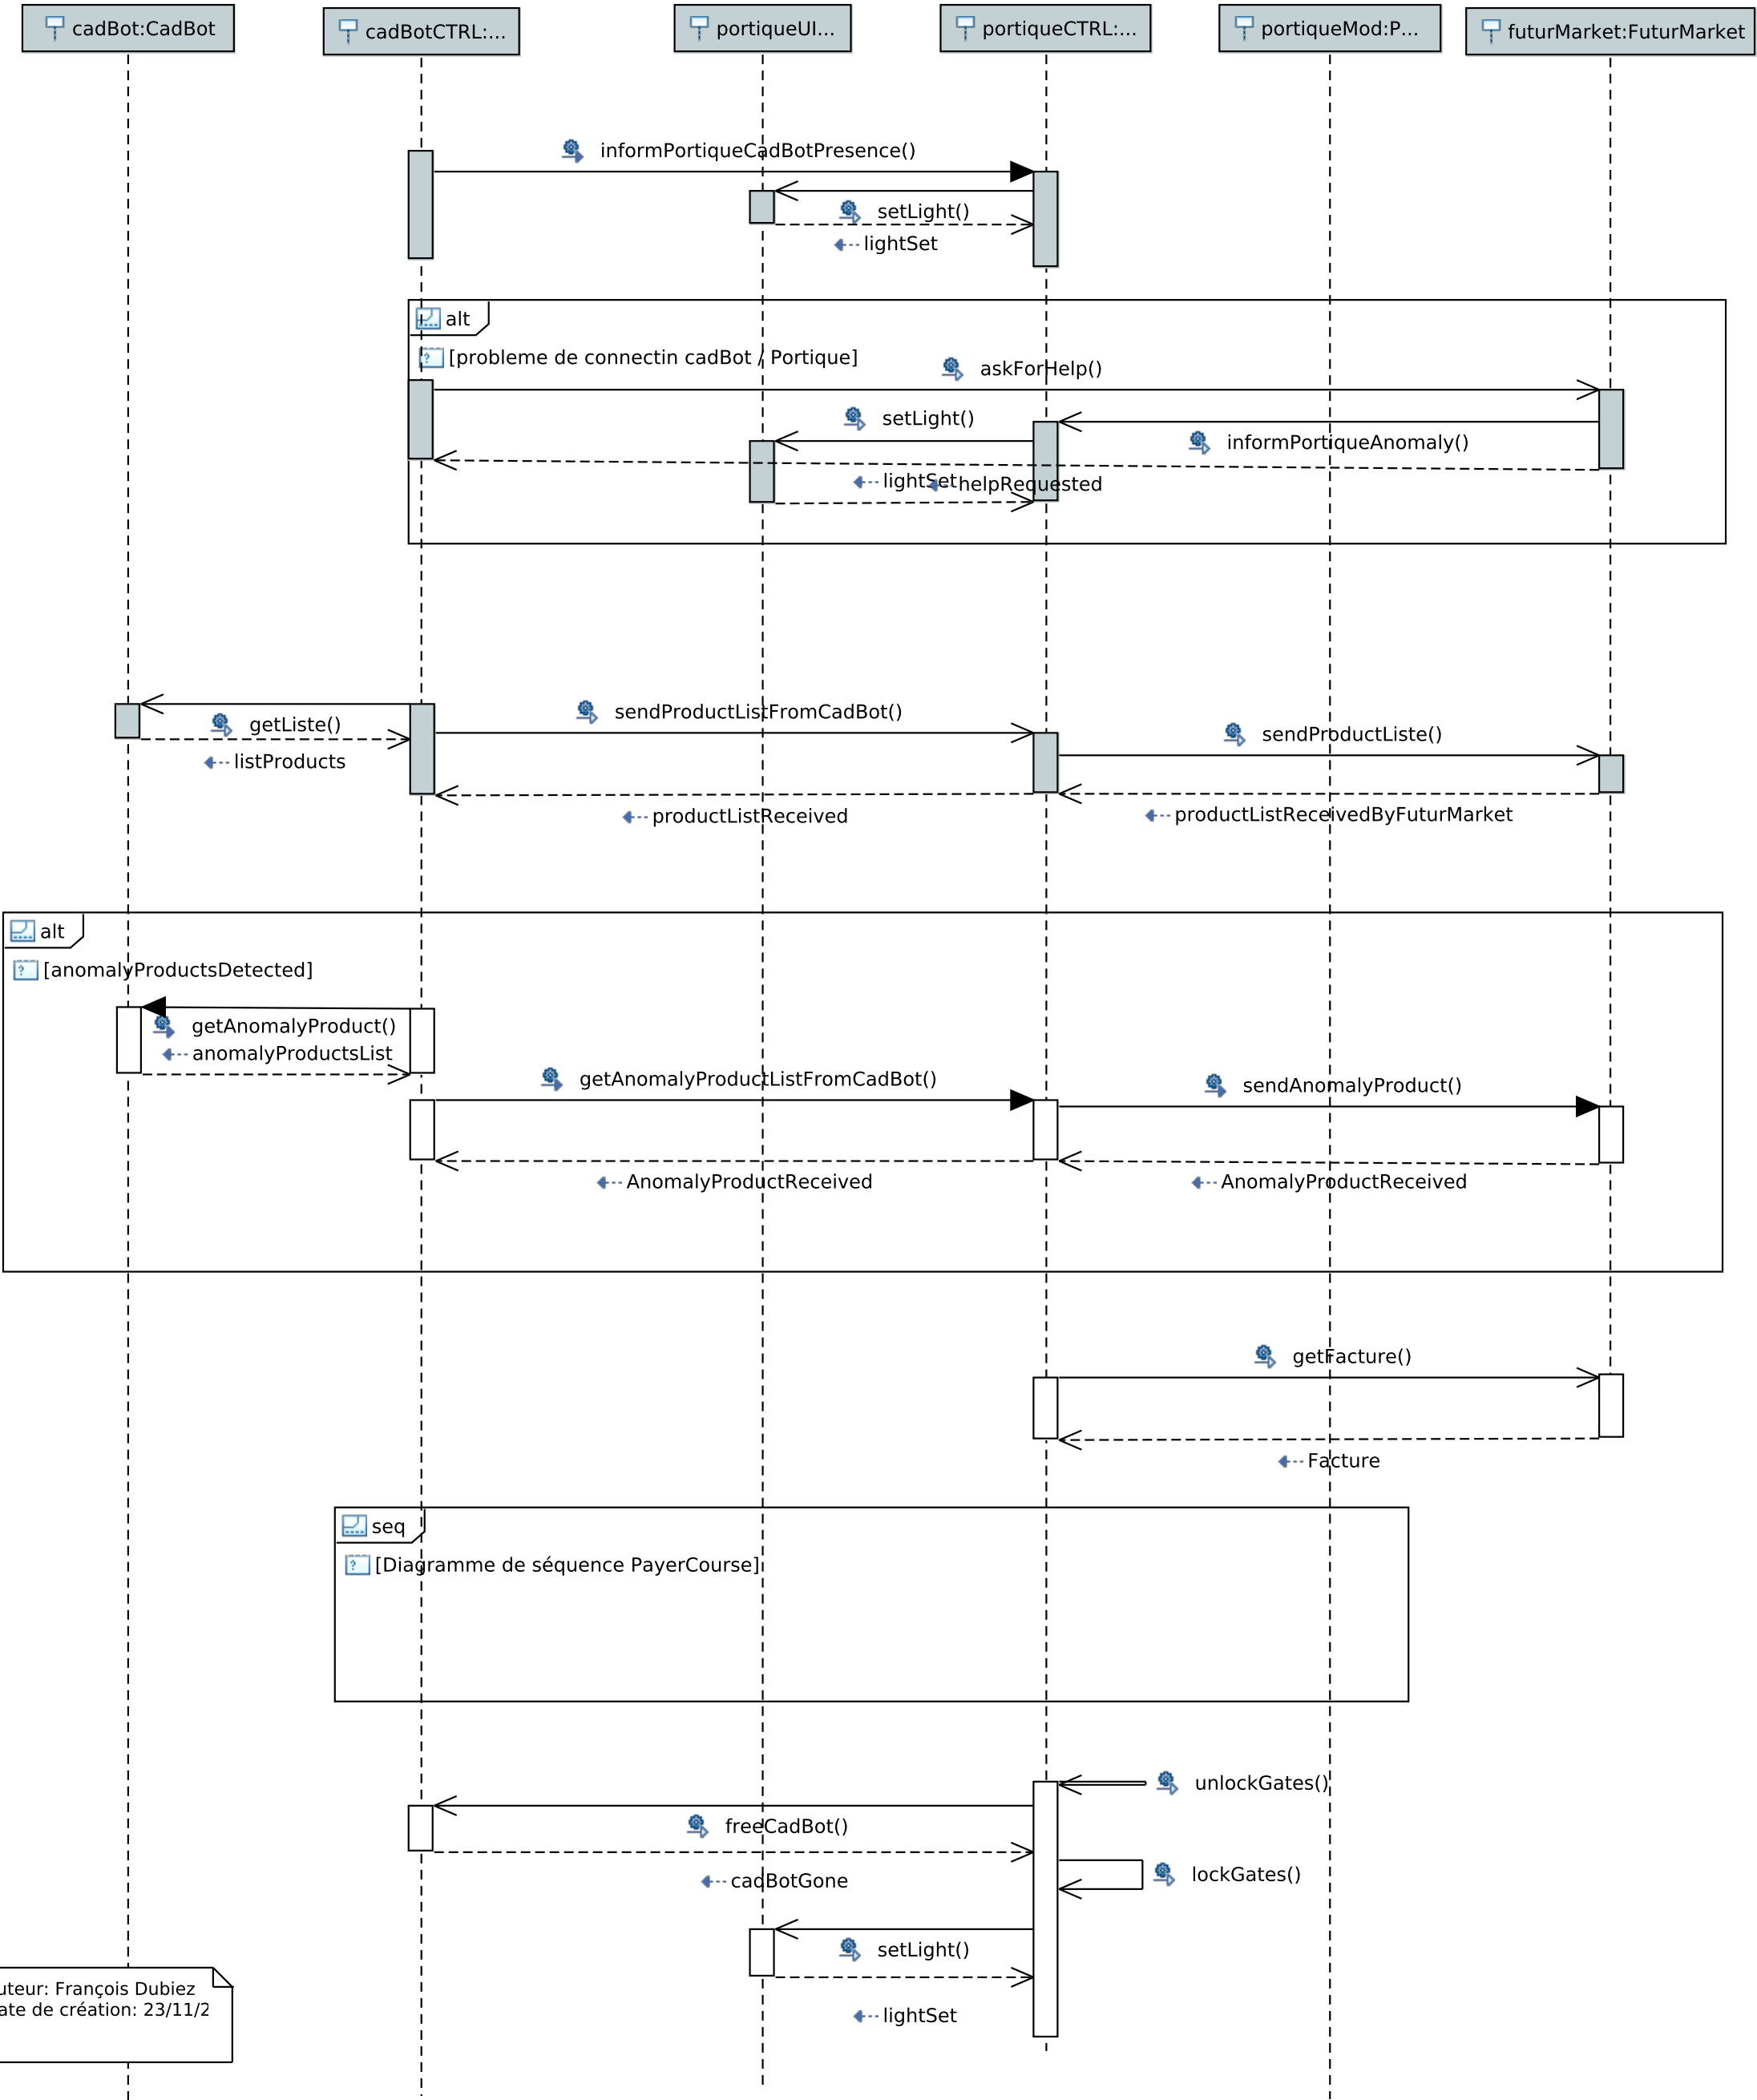 cadBot:CadBot
cadBotCTRL:...
portiqueUI...
portiqueCTRL:...
portiqueMod:P...
futurMarket:FuturMarket
informPortiqueCadBotPresence()
setLight()
lightSet
alt
[probleme de connectin cadBot / Portique]
askForHelp()
setLight()
informPortiqueAnomaly()
lightSet
helpRequested
getListe()
sendProductListFromCadBot()
sendProductListe()
listProducts
productListReceived
productListReceivedByFuturMarket
alt
[anomalyProductsDetected]
getAnomalyProduct()
anomalyProductsList
getAnomalyProductListFromCadBot()
sendAnomalyProduct()
AnomalyProductReceived
AnomalyProductReceived
getFacture()
Facture
seq
[Diagramme de séquence PayerCourse]
unlockGates()
freeCadBot()
lockGates()
cadBotGone
setLight()
lightSet
uteur: François Dubiez
ate de création: 23/11/2